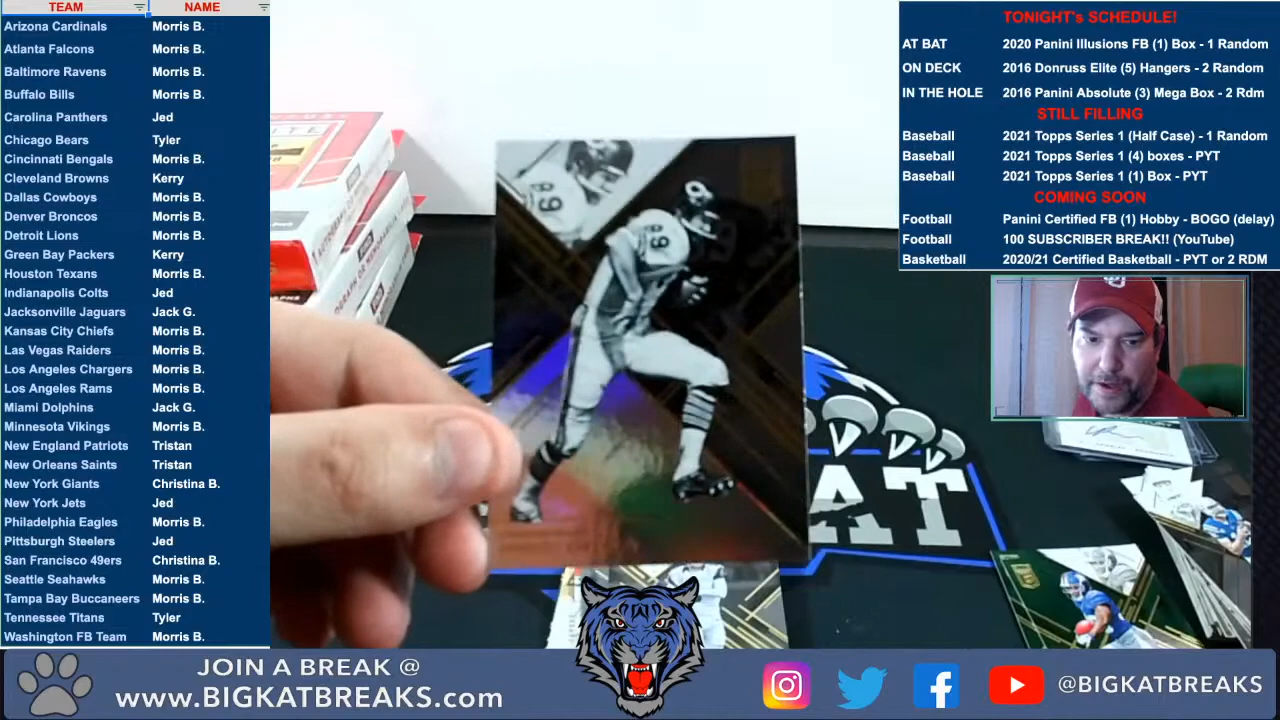 TEAM NAME
Arizona Cardinals Morris B.
Atlanta Falcons Morris B.
Baltimore Ravens Morris B.
Buffalo Bills Morris B.
Carolina Panthers Jed
Chicago Bears Tyler
Cincinnati Bengals Morris B.
Cleveland Browns Kerry
Dallas Cowboys Morris B.
Denver Broncos Morris B.
Detroit Lions Morris B.
Green Bay Packers Kerry
Houston Texans Morris B.
Indianapolis Colts Jed
Jacksonville Jaguars Jack G.
Kansas City Chiefs Morris B.
Las Vegas Raiders Morris B.
Los Angeles Chargers Morris B.
Los Angeles Rams Morris B.
Miami Dolphins Jack G.
Minnesota Vikings Morris B.
New England Patriots Tristan
New Orleans Saints Tristan
New York Giants Christina B.
New York Jets Jed
Philadelphia Eagles Morris B.
Pittsburgh Steelers Jed
San Francisco 49ers Christina B.
Seattle Seahawks Morris B.
Tampa Bay Buccaneers Morris B.
Tennessee Titans Tyler
Washington FB Team Morris B.
TONIGHT's SCHEDULE!
AT BAT 2020 Panini Illusions FB (1) Box - 1 Random
ON DECK 2016 Donruss Elite (5) Hangers - 2 Random
IN THE HOLE 2016 Panini Absolute (3) Mega Box - 2 Rdm
STILL FILLING
Baseball 2021 Topps Series 1 (Half Case) - 1 Random
Baseball 2021 Topps Series 1 (4) boxes - PYT
Baseball 2021 Topps Series 1 (1) Box - PYT
COMING SOON
Football Panini Certified FB (1) Hobby - BOGO (delay)
Football 100 SUBSCRIBER BREAK!! (YouTube)
Basketball 2020/21 Certified Basketball - PYT or 2 RDM
89
89
AT
JOIN A BREAK @
www.BIGKATBREAKS.com
@BIGKATBREAKS